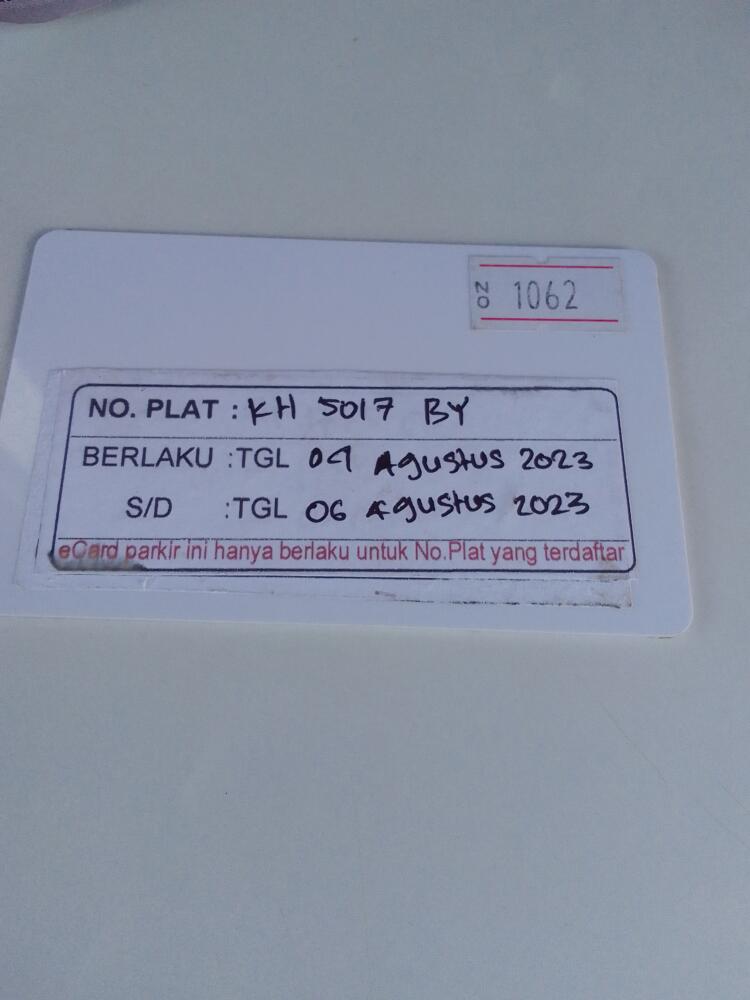 NO 1062
NO. PLAT : KH 5017 BY
BERLAKU :TGL 04 Agustus 2023
S/D :TGL 06 Agustus 2023
eCard parkir ini hanya berlaku untuk No.Plat yang terdaftar